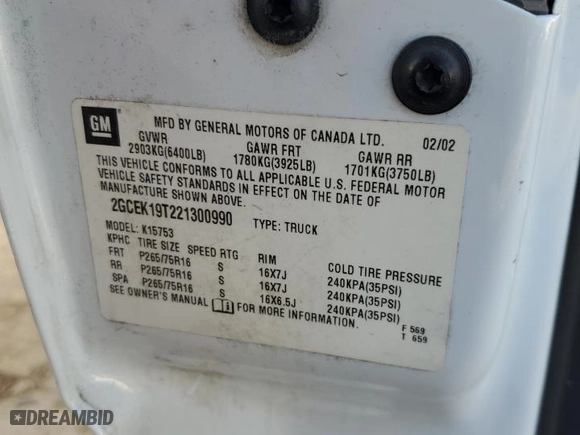 GM
MFD BY GENERAL MOTORS OF CANADA LTD. 02/02
GVWR GAWR FRT GAWR RR
2903KG(6400LB) 1780KG(3925LB) 1701KG(3750LB)
THIS VEHICLE CONFORMS TO ALL APPLICABLE U.S. FEDERAL MOTOR
VEHICLE SAFETY STANDARDS IN EFFECT ON THE DATE OF
MANUFACTURE SHOWN ABOVE.
2GCEK19T221300990 TYPE: TRUCK
MODEL: K15753
KPHC TIRE SIZE SPEED RTG RIM COLD TIRE PRESSURE
FRT P265/75R16 S 16X7J 240KPA(35PSI)
RR P265/75R16 S 16X7J 240KPA(35PSI)
SPA P265/75R16 S 16X6.5J 240KPA(35PSI)
SEE OWNER'S MANUAL i FOR MORE INFORMATION.
F 569
T 659
DREAMBID